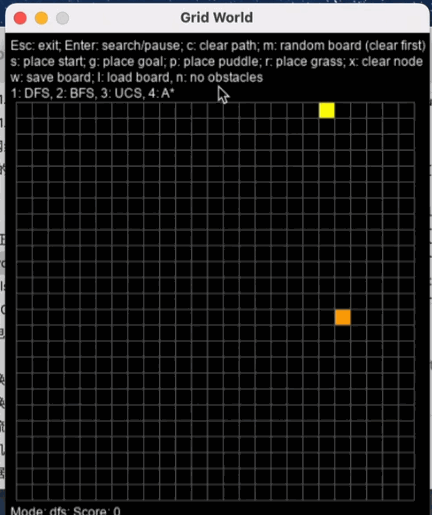 Grid World
Esc: exit; Enter: search/pause; c: clear path; m: random board (clear first)
s: place start; g: place goal; p: place puddle; r: place grass; x: clear node
w: save board; l: load board, n: no obstacles
1: DFS, 2: BFS, 3: UCS, 4: A*
Mode: dfs: Score: 0